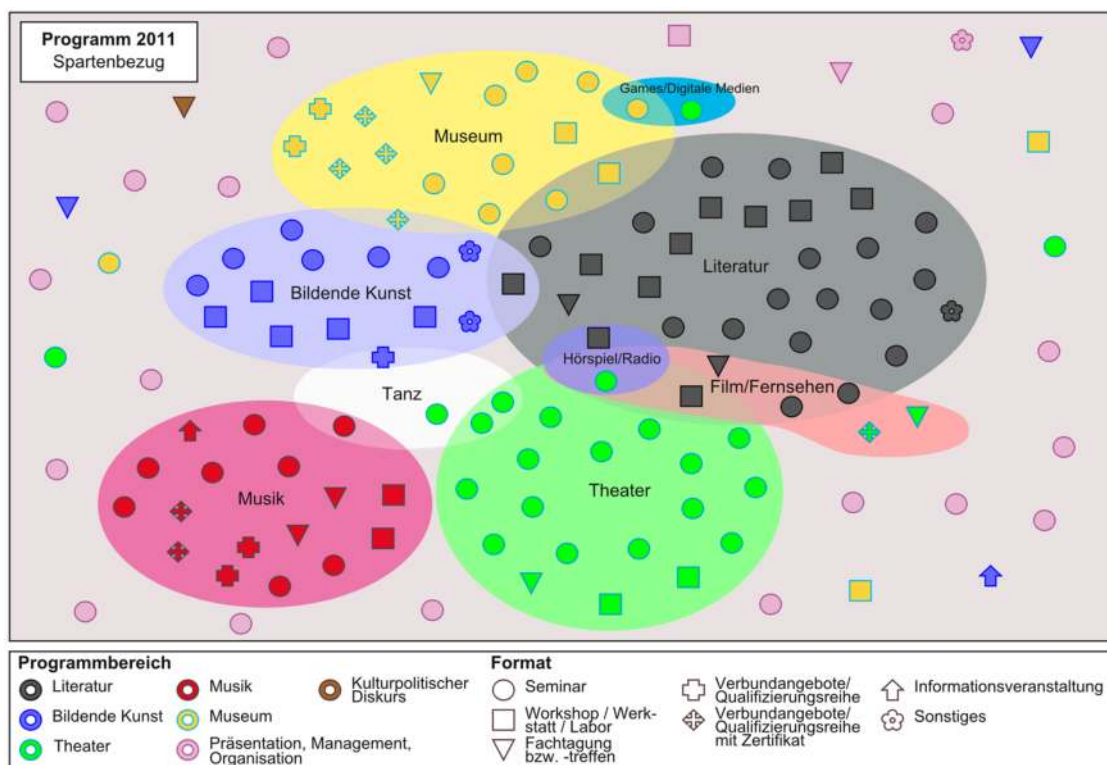 Programm 2011
Spartenbezug
Games/Digitale Medien
Museum
Literatur
Bildende Kunst
Hörspiel/Radio
Film/Fernsehen
Tanz
Musik
Theater
Programmbereich
Literatur
Bildende Kunst
Theater
Musik
Museum
Präsentation, Management,
Organisation
Kulturpolitischer
Diskurs
Format
Seminar
Workshop / Werk-
statt / Labor
Fachtagung
bzw. -treffen
Verbundangebote/
Qualifizierungsreihe
Verbundangebote/
Qualifizierungsreihe
mit Zertifikat
Informationsveranstaltung
Sonstiges